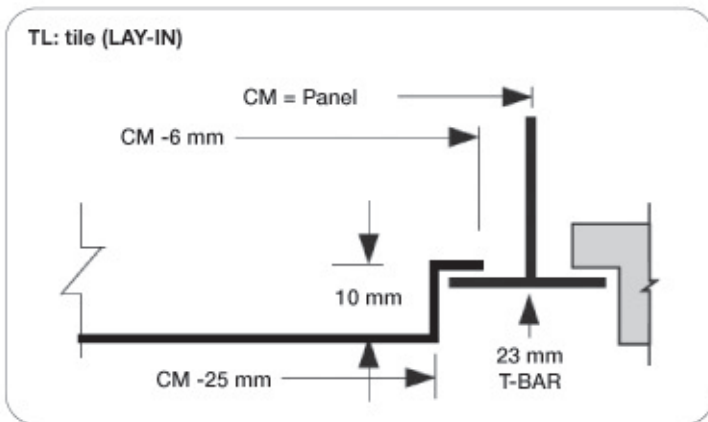 TL: tile (LAY-IN)
CM = Panel
CM -6 mm
10 mm
23 mm
T-BAR
CM -25 mm